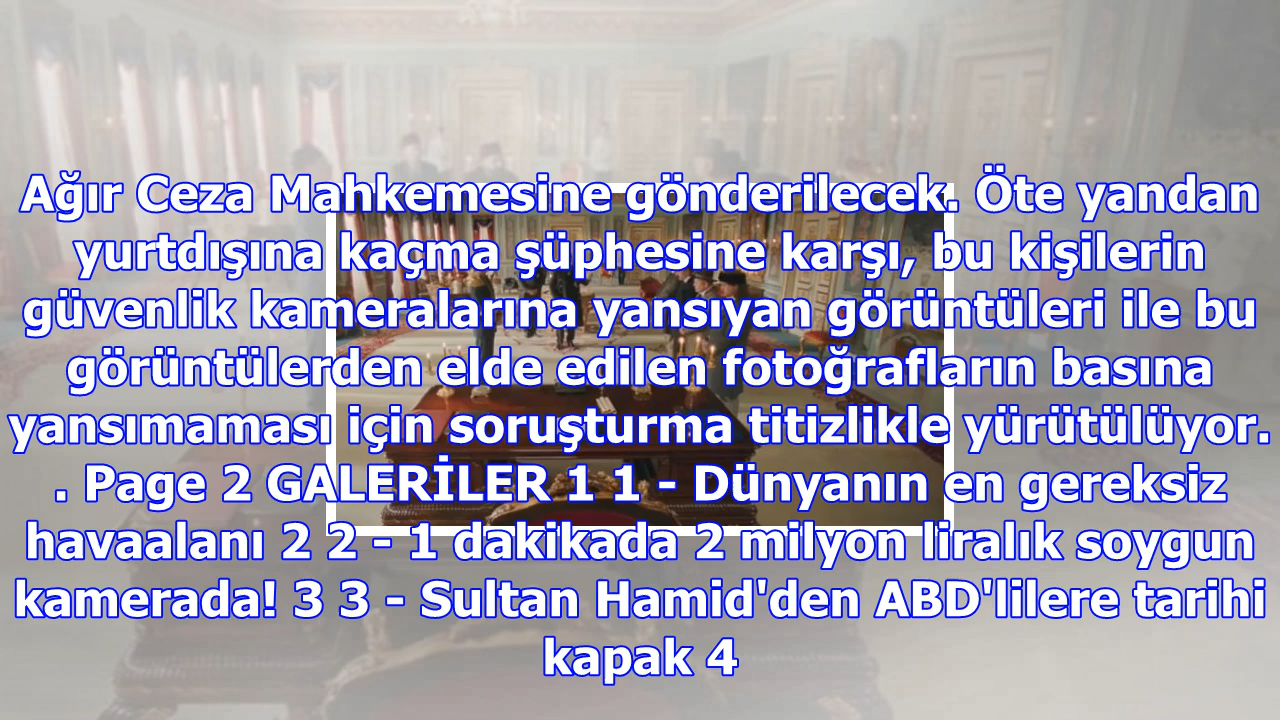 Ağır Ceza Mahkemesine gönderilecek. Öte yandan
yurtdışına kaçma şüphesine karşı, bu kişilerin
güvenlik kameralarına yansıyan görüntüleri ile bu
görüntülerden elde edilen fotoğrafların basına
yansımaması için soruşturma titizlikle yürütülüyor.
. Page 2 GALERİLER 1 1 - Dünyanın en gereksiz
havaalanı 2 2 - 1 dakikada 2 milyon liralık soygun
kamerada! 3 3 - Sultan Hamid'den ABD'lilere tarihi
kapak 4